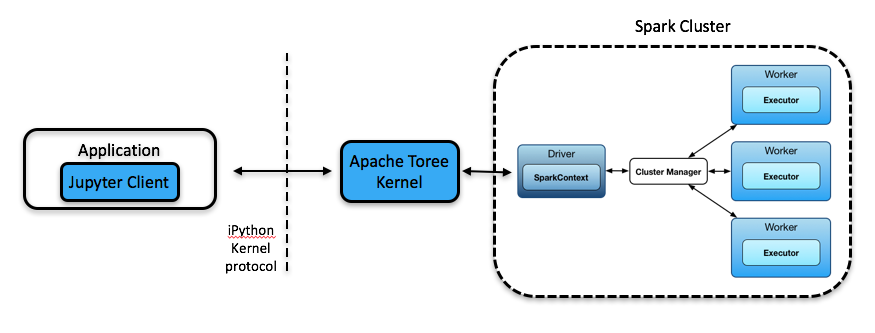 Spark Cluster
Application
Jupyter Client
iPython
Kernel
protocol
Apache Toree
Kernel
Driver
SparkContext
Cluster Manager
Worker
Executor
Worker
Executor
Worker
Executor